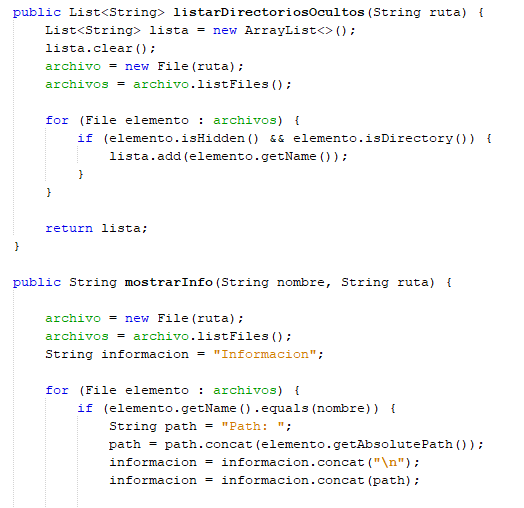 public List<String> listarDirectoriosOcultos(String ruta) {
    List<String> lista = new ArrayList<>();
    lista.clear();
    archivo = new File(ruta);
    archivos = archivo.listFiles();

    for (File elemento : archivos) {
        if (elemento.isHidden() && elemento.isDirectory()) {
            lista.add(elemento.getName());
        }
    }

    return lista;
}

public String mostrarInfo(String nombre, String ruta) {

    archivo = new File(ruta);
    archivos = archivo.listFiles();
    String informacion = "Informacion";

    for (File elemento : archivos) {
        if (elemento.getName().equals(nombre)) {
            String path = "Path: ";
            path = path.concat(elemento.getAbsolutePath());
            informacion = informacion.concat("\n");
            informacion = informacion.concat(path);